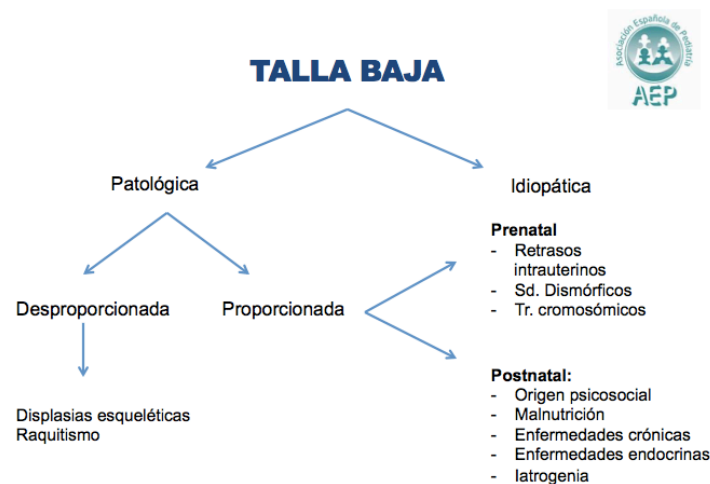 Asociación Española de Pediatría
AEP
TALLA BAJA
Patológica
Idiopática
Desproporcionada
Proporcionada
Prenatal
- Retrasos
intrauterinos
- Sd. Dismórficos
- Tr. cromosómicos
Displasias esqueléticas
Raquitismo
Postnatal:
- Origen psicosocial
- Malnutrición
- Enfermedades crónicas
- Enfermedades endocrinas
- Iatrogenia